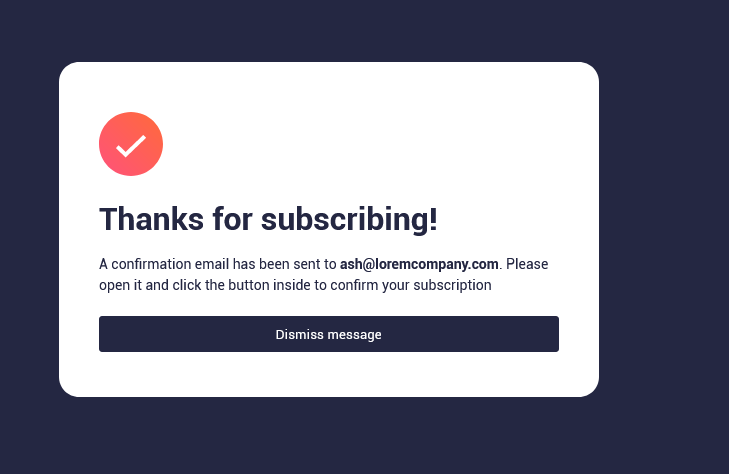 Thanks for subscribing!
A confirmation email has been sent to ash@loremcompany.com. Please
open it and click the button inside to confirm your subscription
Dismiss message